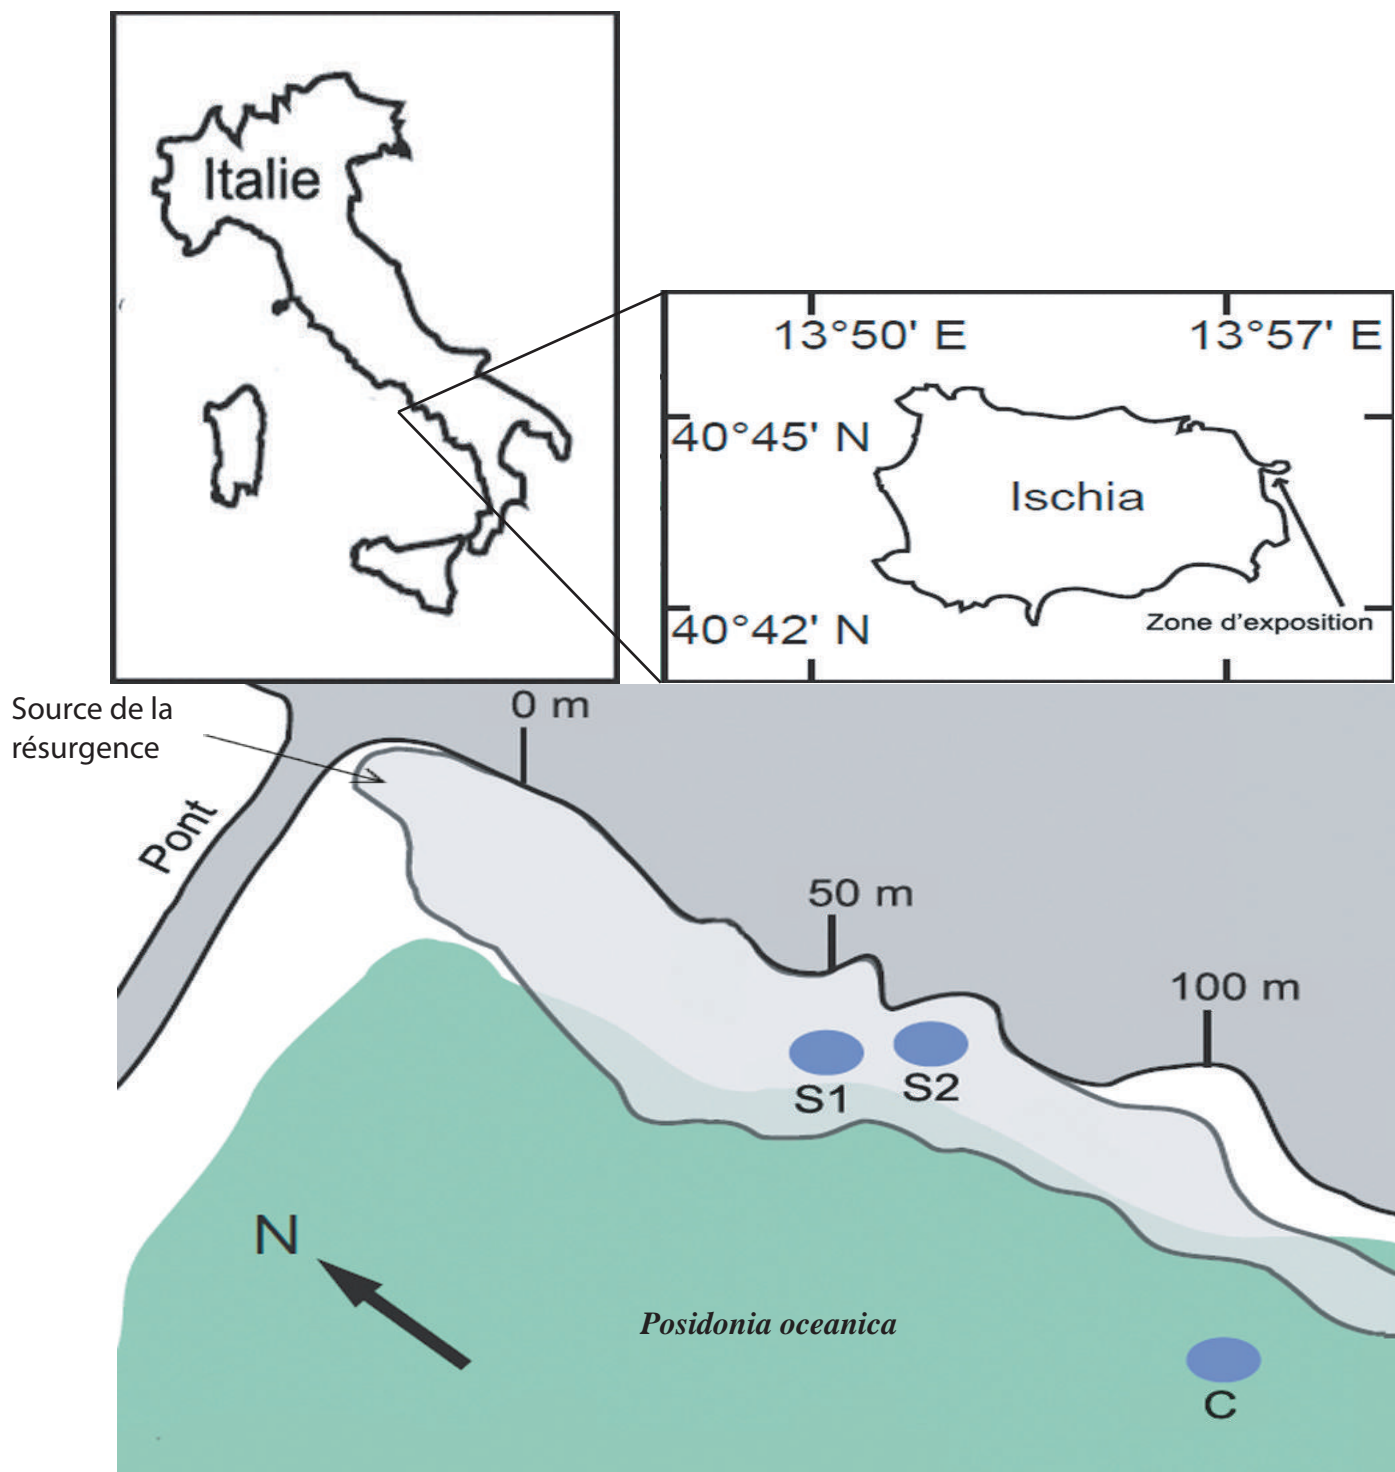 Italie
13°50' E
13°57' E
40°45' N
Ischia
40°42' N
Zone d'exposition
Source de la
résurgence
0 m
Pont
50 m
100 m
S1
S2
N
Posidonia oceanica
C